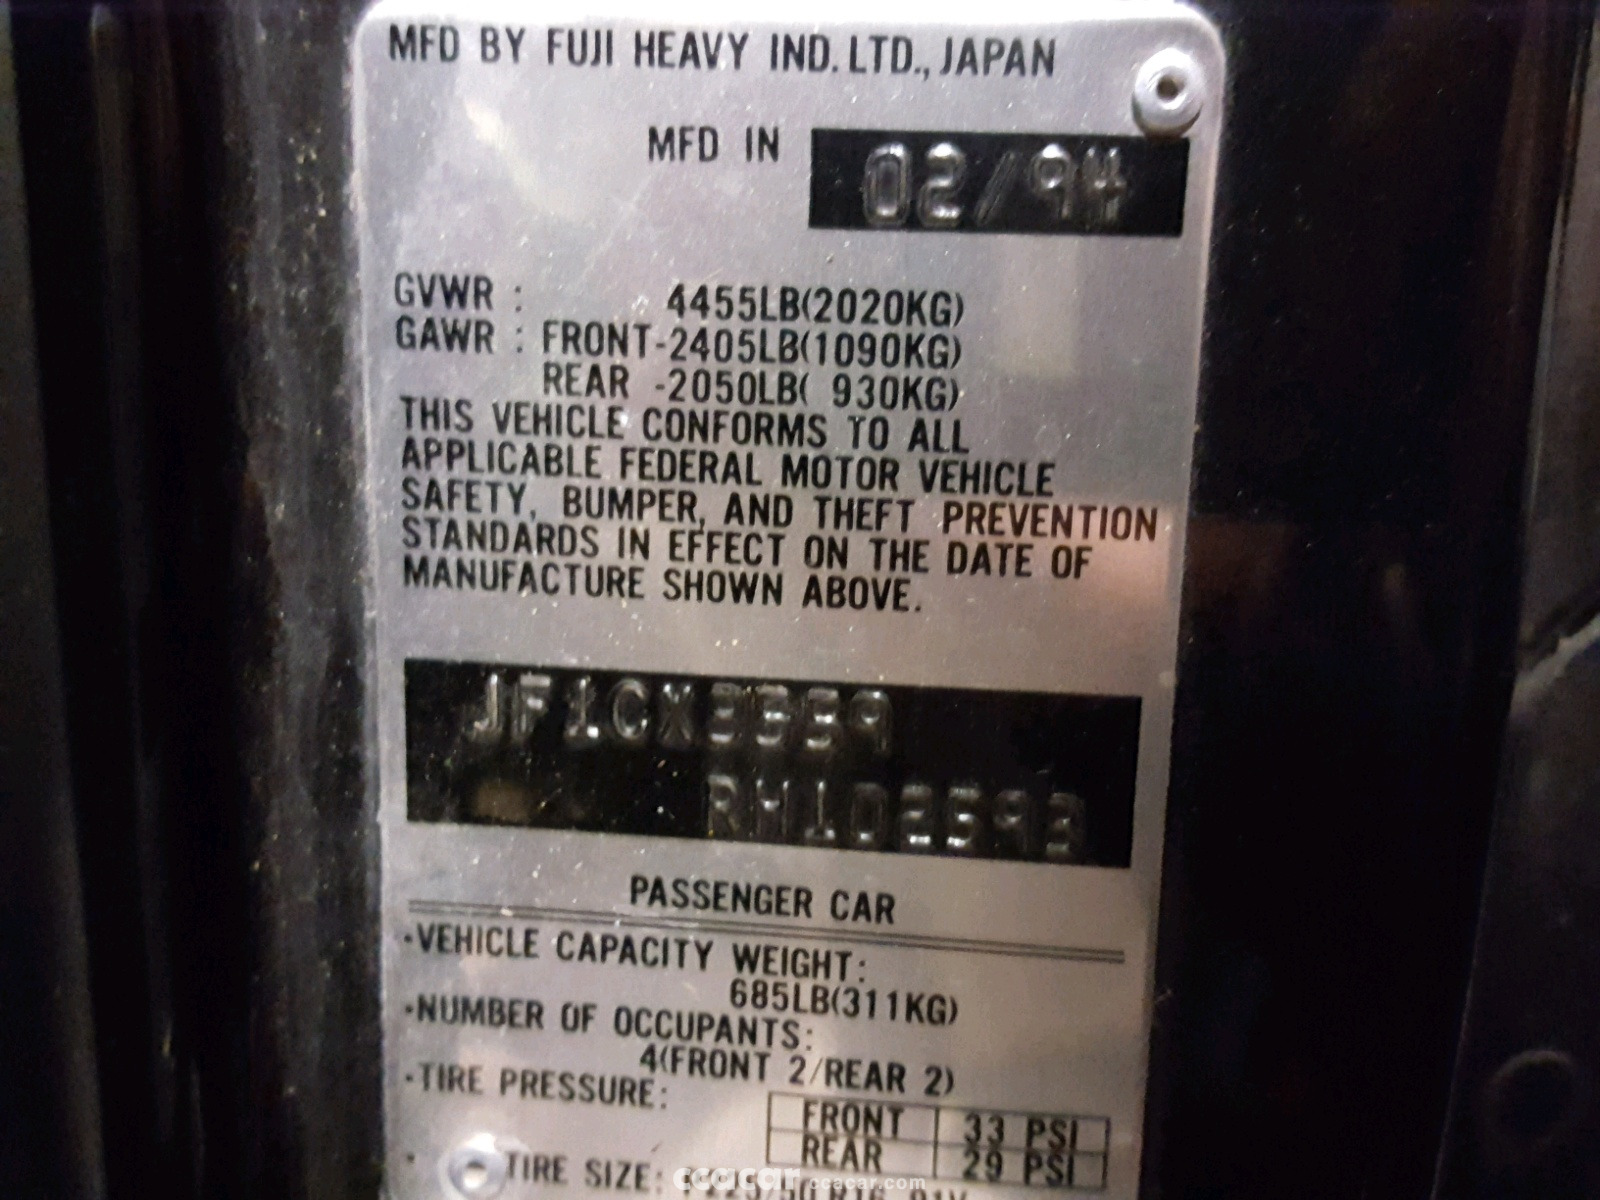 MFD BY FUJI HEAVY IND. LTD., JAPAN
MFD IN 02/94
GVWR : 4455LB(2020KG)
GAWR : FRONT-2405LB(1090KG)
REAR -2050LB( 930KG)
THIS VEHICLE CONFORMS TO ALL
APPLICABLE FEDERAL MOTOR VEHICLE
SAFETY, BUMPER, AND THEFT PREVENTION
STANDARDS IN EFFECT ON THE DATE OF
MANUFACTURE SHOWN ABOVE.
RH102593
PASSENGER CAR
·VEHICLE CAPACITY WEIGHT:
685LB(311KG)
·NUMBER OF OCCUPANTS:
4(FRONT 2/REAR 2)
·TIRE PRESSURE:
FRONT 33 PSI
REAR 29 PSI
· TIRE SIZE:
ccacar ccacar.com